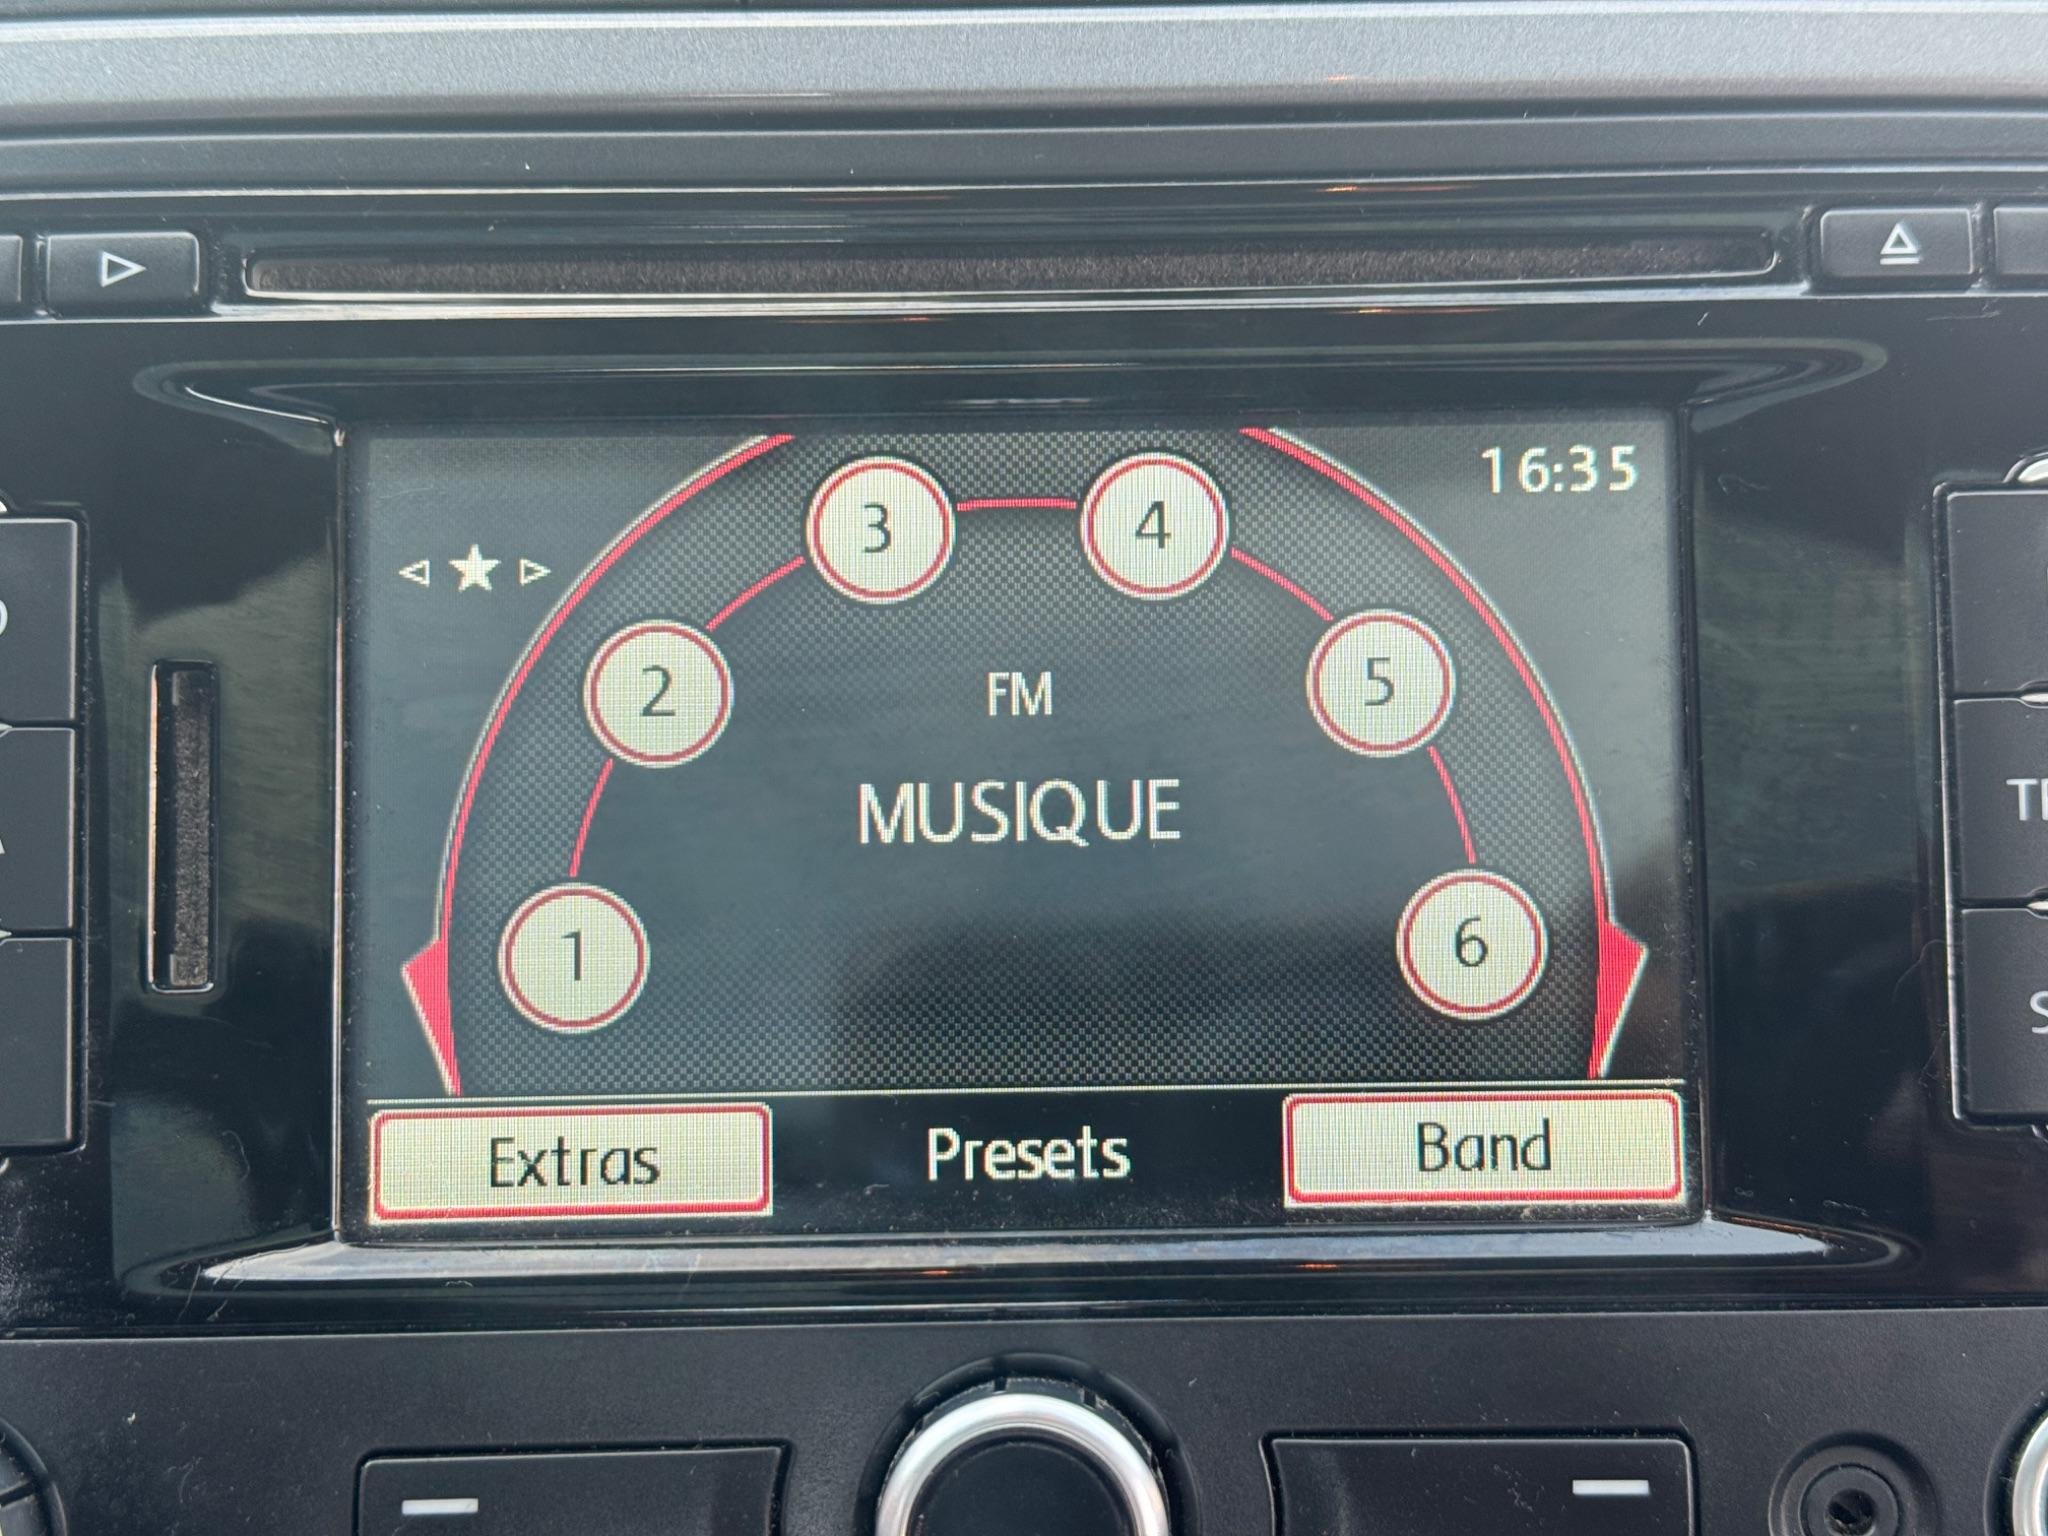 16:35
3
4
2
5
FM
MUSIQUE
1
6
Extras
Presets
Band